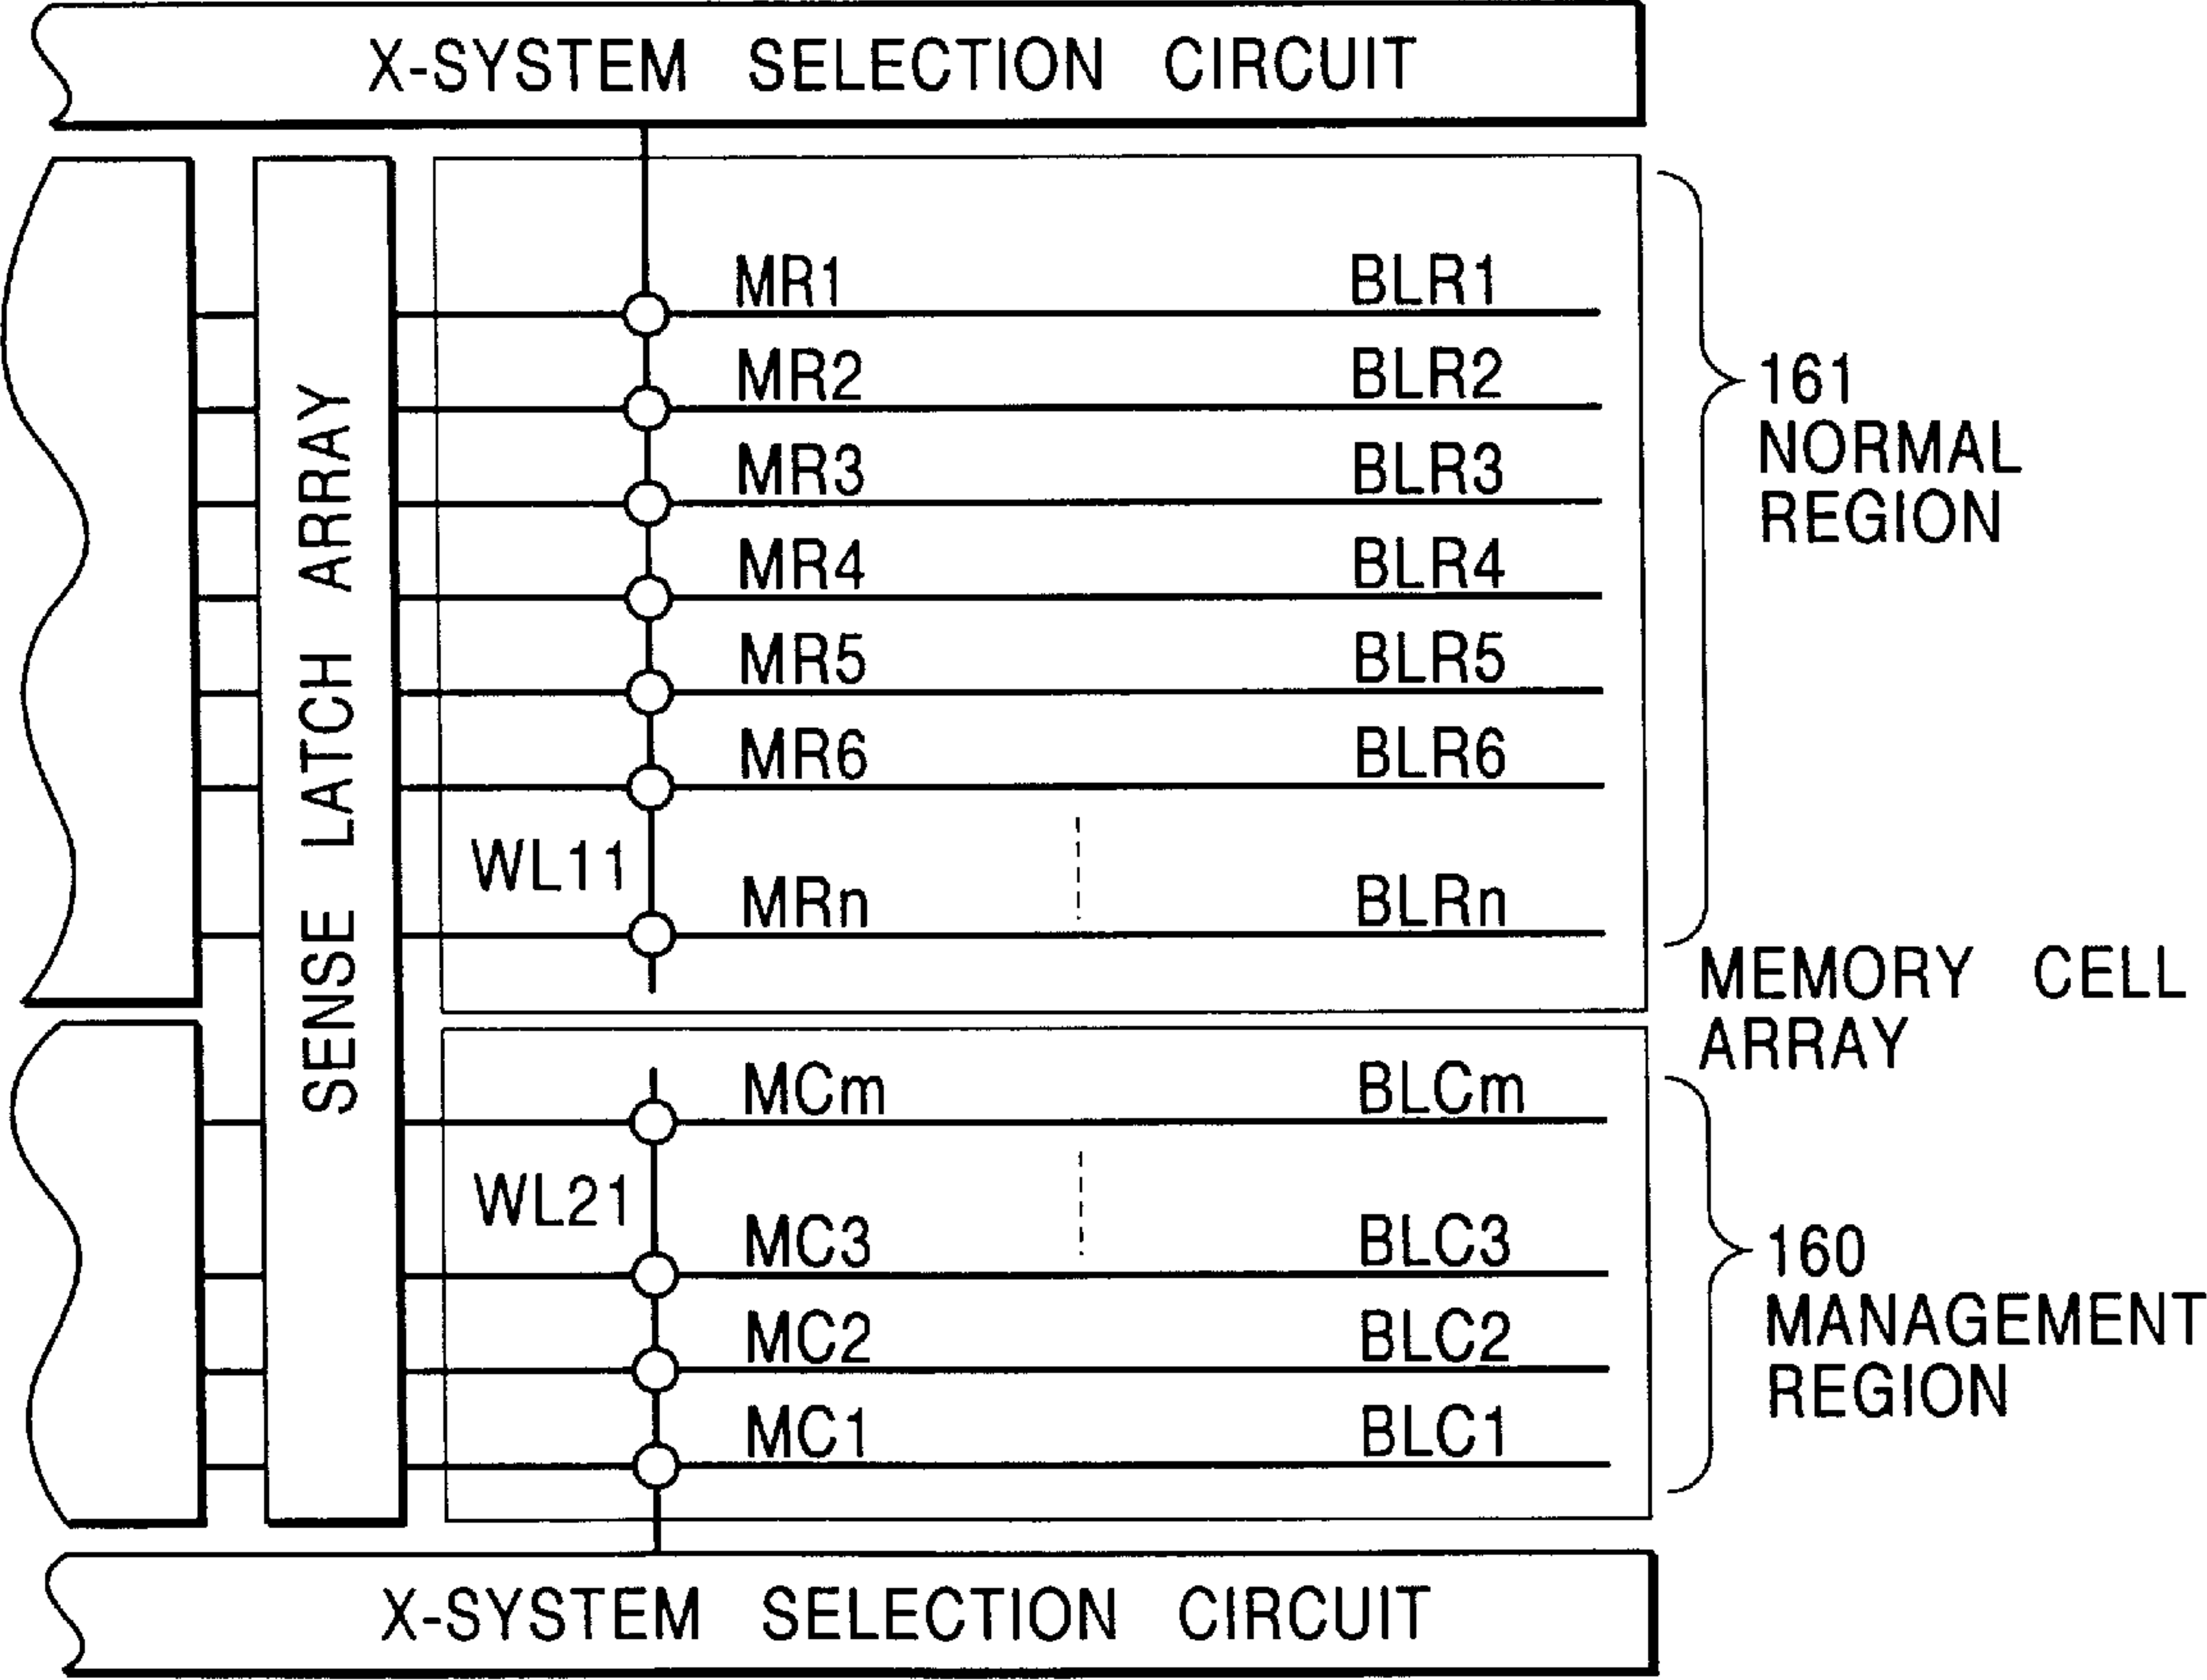 X-SYSTEM SELECTION CIRCUIT
SENSE LATCH ARRAY
MR1 BLR1
MR2 BLR2
MR3 BLR3
MR4 BLR4
MR5 BLR5
MR6 BLR6
WL11
MRn BLRn
161
NORMAL
REGION
MEMORY CELL
ARRAY
MCm BLCm
WL21
MC3 BLC3
MC2 BLC2
MC1 BLC1
160
MANAGEMENT
REGION
X-SYSTEM SELECTION CIRCUIT